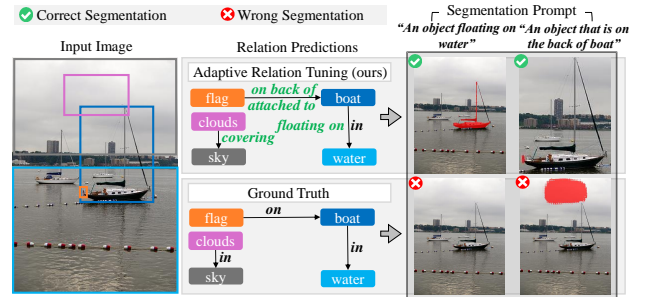 Correct Segmentation
Wrong Segmentation
Segmentation Prompt
Input Image
Relation Predictions
“An object floating on
water”
“An object that is on
the back of boat”
Adaptive Relation Tuning (ours)
flag
on back of
attached to
boat
clouds
covering
floating on
in
sky
water
Ground Truth
flag
on
boat
clouds
in
in
sky
water